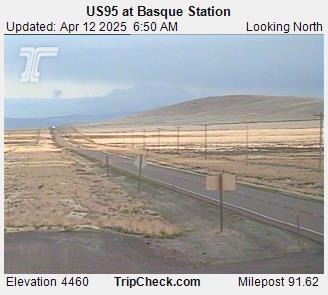 US95 at Basque Station
Updated: Apr 12 2025 6:50 AM Looking North
Elevation 4460 TripCheck.com Milepost 91.62